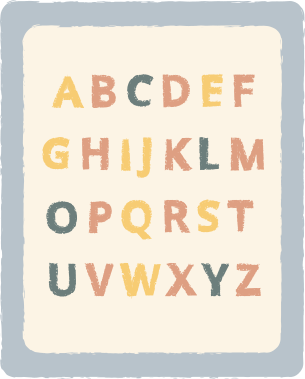 ABCDEF
GHIJKLM
OPQRST
UVWXYZ